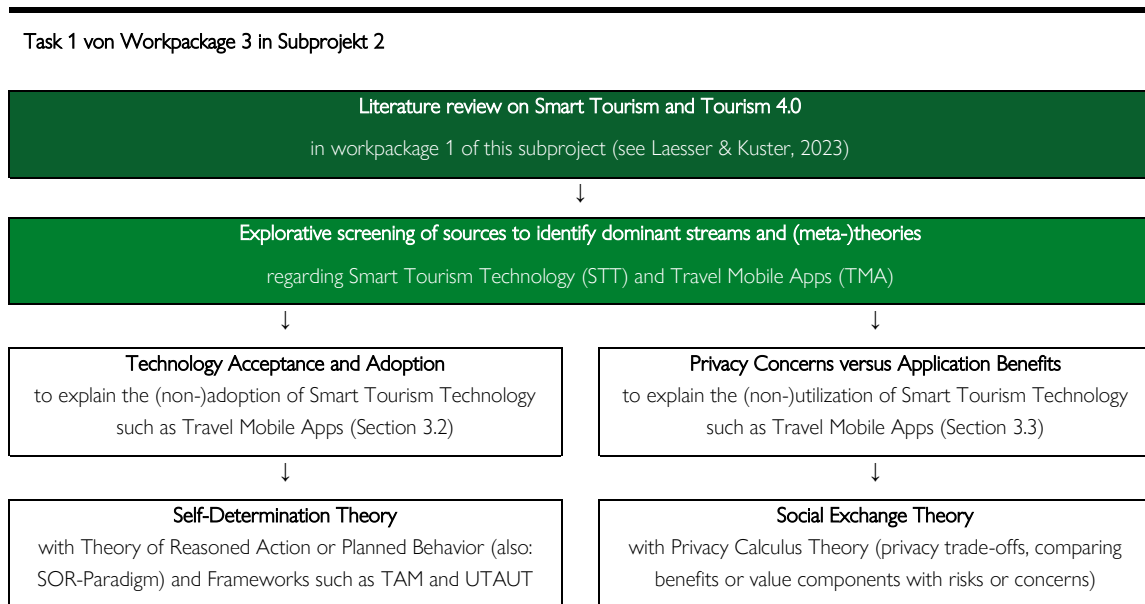 Task 1 von Workpackage 3 in Subprojekt 2
Literature review on Smart Tourism and Tourism 4.0
in workpackage 1 of this subproject (see Laesser & Kuster, 2023)
↓
Explorative screening of sources to identify dominant streams and (meta-)theories
regarding Smart Tourism Technology (STT) and Travel Mobile Apps (TMA)
↓
↓
Technology Acceptance and Adoption
to explain the (non-)adoption of Smart Tourism Technology
such as Travel Mobile Apps (Section 3.2)
Privacy Concerns versus Application Benefits
to explain the (non-)utilization of Smart Tourism Technology
such as Travel Mobile Apps (Section 3.3)
↓
↓
Self-Determination Theory
with Theory of Reasoned Action or Planned Behavior (also:
SOR-Paradigm) and Frameworks such as TAM and UTAUT
Social Exchange Theory
with Privacy Calculus Theory (privacy trade-offs, comparing
benefits or value components with risks or concerns)